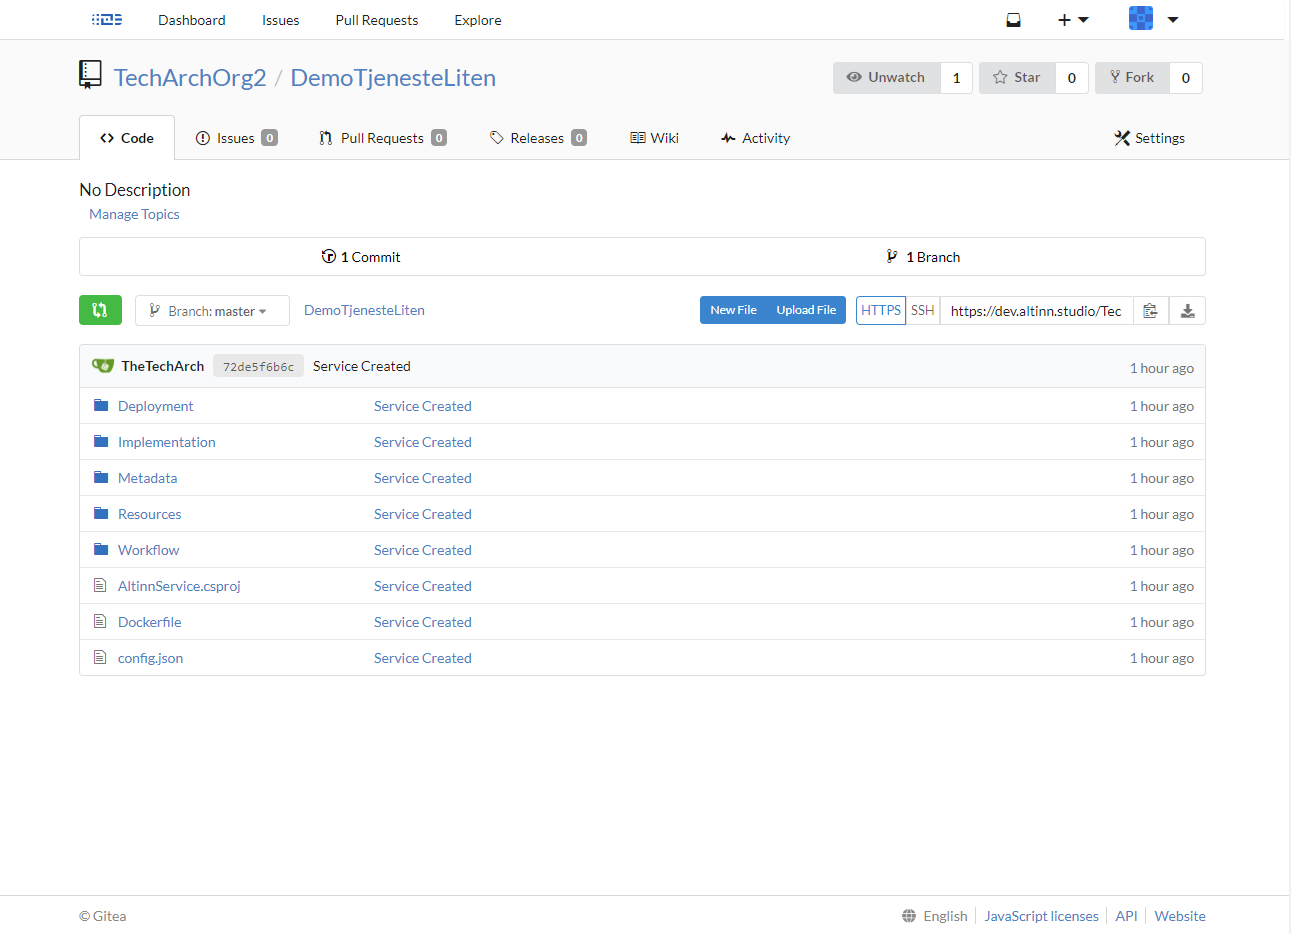 Dashboard Issues Pull Requests Explore
TechArchOrg2 / DemoTjenesteLiten Unwatch 1 Star 0 Fork 0
Code Issues 0 Pull Requests 0 Releases 0 Wiki Activity Settings
No Description
Manage Topics
1 Commit 1 Branch
Branch: master DemoTjenesteLiten New File Upload File HTTPS SSH https://dev.altinn.studio/Tec
TheTechArch 72de5f6b6c Service Created 1 hour ago
Deployment Service Created 1 hour ago
Implementation Service Created 1 hour ago
Metadata Service Created 1 hour ago
Resources Service Created 1 hour ago
Workflow Service Created 1 hour ago
AltinnService.csproj Service Created 1 hour ago
Dockerfile Service Created 1 hour ago
config.json Service Created 1 hour ago
© Gitea English JavaScript licenses API Website